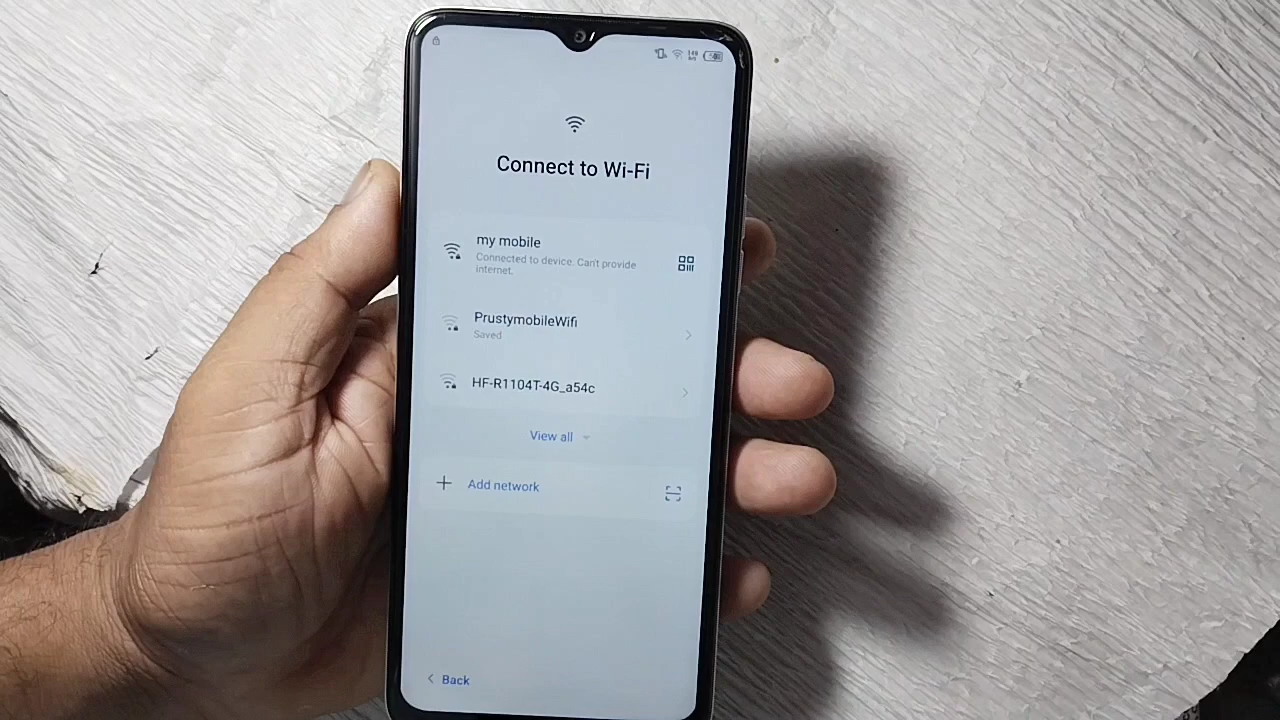 Connect to Wi-Fi
my mobile
Connected to device. Can't provide
internet.
PrustymobileWifi
Saved
HF-R1104T-4G_a54c
View all
Add network
Back